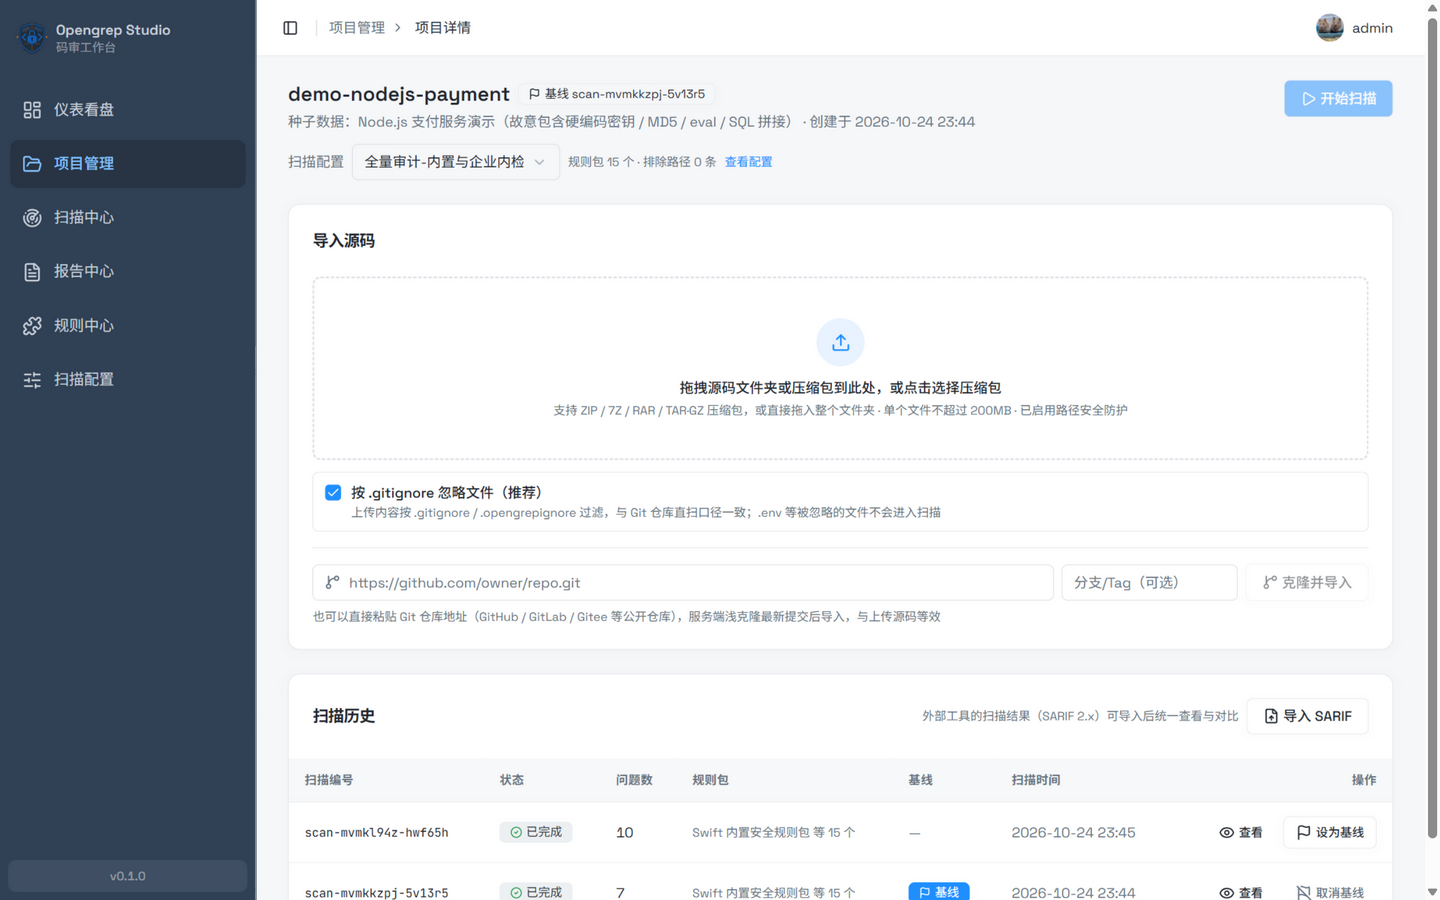 Opengrep Studio
码审工作台
仪表看盘
项目管理
扫描中心
报告中心
规则中心
扫描配置
v0.1.0
项目管理 > 项目详情
admin
demo-nodejs-payment 基线 scan-mvmkkzpj-5v13r5
开始扫描
种子数据：Node.js 支付服务演示（故意包含硬编码密钥 / MD5 / eval / SQL 拼接） · 创建于 2026-10-24 23:44
扫描配置 全量审计-内置与企业内检 规则包 15 个 · 排除路径 0 条 查看配置
导入源码
拖拽源码文件夹或压缩包到此处，或点击选择压缩包
支持 ZIP / 7Z / RAR / TAR.GZ 压缩包，或直接拖入整个文件夹 · 单个文件不超过 200MB · 已启用路径安全防护
按 .gitignore 忽略文件（推荐）
上传内容按 .gitignore / .opengrepignore 过滤，与 Git 仓库直扫口径一致；.env 等被忽略的文件不会进入扫描
https://github.com/owner/repo.git 分支/Tag（可选） 克隆并导入
也可以直接粘贴 Git 仓库地址（GitHub / GitLab / Gitee 等公开仓库），服务端浅克隆最新提交后导入，与上传源码等效
扫描历史
外部工具的扫描结果（SARIF 2.x）可导入后统一查看与对比 导入 SARIF
扫描编号 状态 问题数 规则包 基线 扫描时间 操作
scan-mvmkl94z-hwf65h 已完成 10 Swift 内置安全规则包 等 15 个 — 2026-10-24 23:45 查看 设为基线
scan-mvmkkzpj-5v13r5 已完成 7 Swift 内置安全规则包 等 15 个 基线 2026-10-24 23:44 查看 取消基线